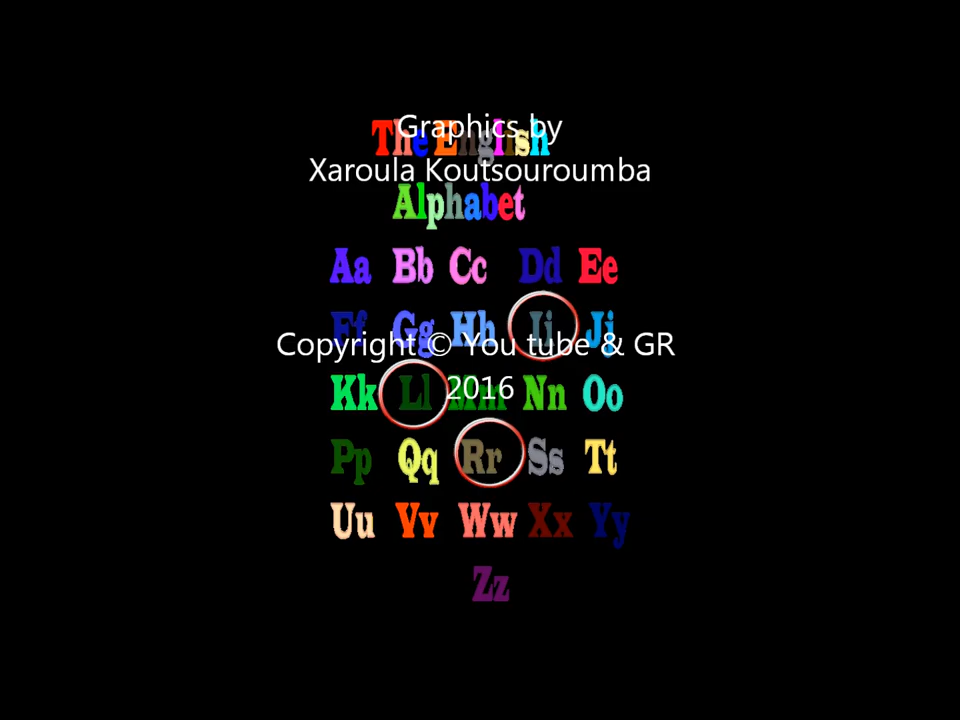 Graphics by
The English
Xaroula Koutsouroumba
Alphabet
Aa Bb Cc Dd Ee
Ff Gg Hh Ii Jj
Copyright © You tube & GR
2016
Kk Ll Mm Nn Oo
Pp Qq Rr Ss Tt
Uu Vv Ww Xx Yy
Zz